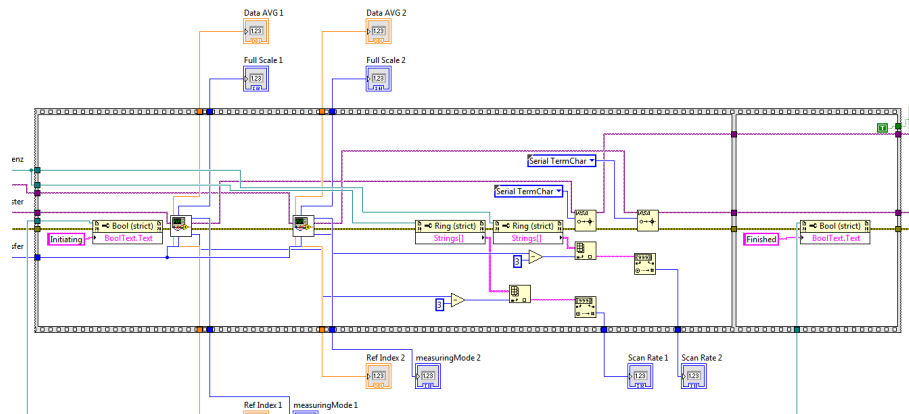 Data AVG 1
Data AVG 2
Full Scale 1
Full Scale 2
enz
Serial TermChar
Serial TermChar
ster
Bool (strict)
BoolText.Text
Initiating
Ring (strict)
Strings[]
Ring (strict)
Strings[]
Bool (strict)
BoolText.Text
Finished
sfer
3
3
Ref Index 2
measuringMode 2
Scan Rate 1
Scan Rate 2
Ref Index 1
measuringMode 1